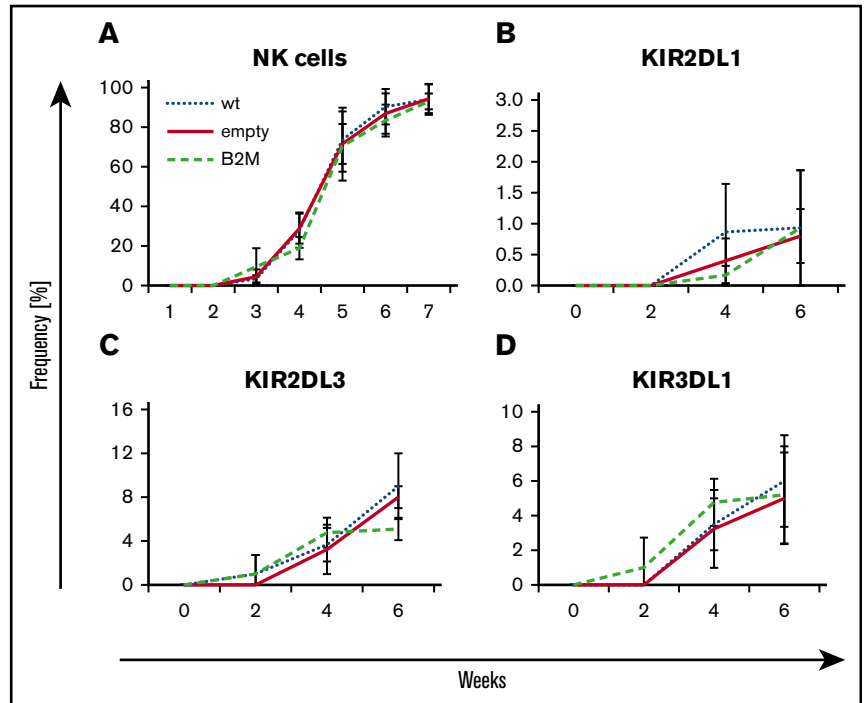 A
NK cells
100
80
60
40
20
0
wt
empty
B2M
1 2 3 4 5 6 7
B
KIR2DL1
3.0
2.5
2.0
1.5
1.0
0.5
0.0
0 2 4 6
Frequency [%]
C
KIR2DL3
16
12
8
4
0
0 2 4 6
D
KIR3DL1
10
8
6
4
2
0
0 2 4 6
Weeks